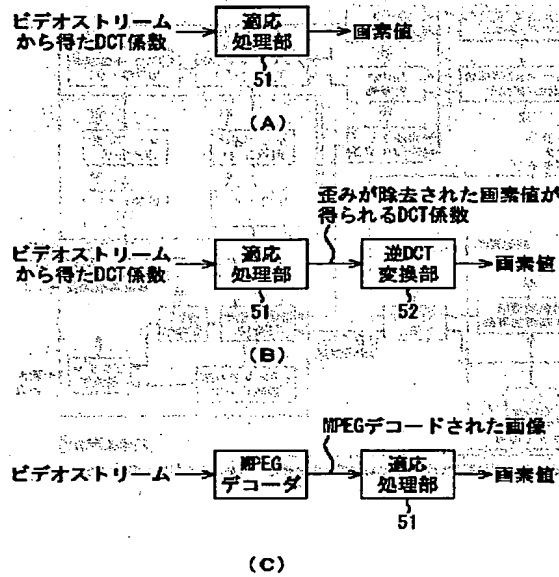 ビデオストリーム
から得たDCT係数
適応
処理部
画素値
51
(A)
歪みが除去された画素値が
得られるDCT係数
ビデオストリーム
から得たDCT係数
適応
処理部
逆DCT
変換部
画素値
51
52
(B)
MPEGデコードされた画像
ビデオストリーム
MPEG
デコーダ
適応
処理部
画素値
51
(C)